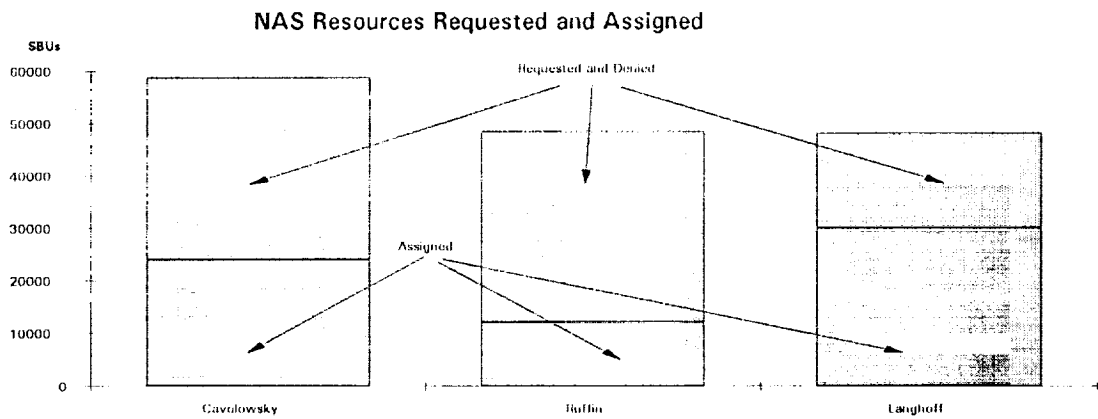 NAS Resources Requested and Assigned
SBUs
60000
Requested and Denied
50000
40000
30000
Assigned
20000
10000
0
Cavolowsky
Ruffin
Langhoff